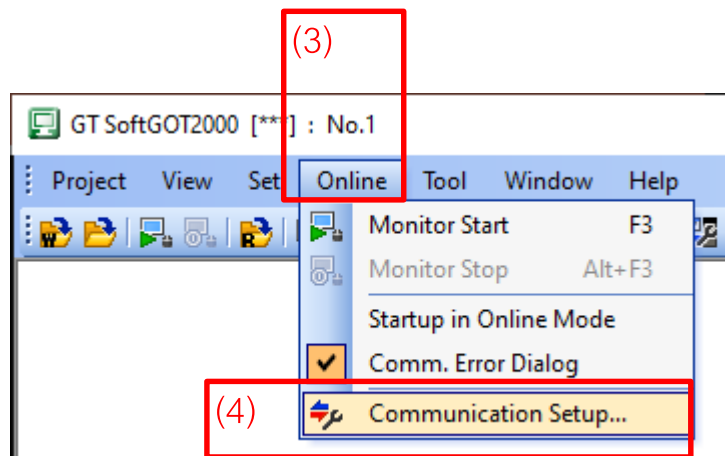 (3)
GT SoftGOT2000 [***] : No.1
Project View Set Online Tool Window Help
Monitor Start F3
Monitor Stop Alt+F3
Startup in Online Mode
Comm. Error Dialog
(4) Communication Setup...